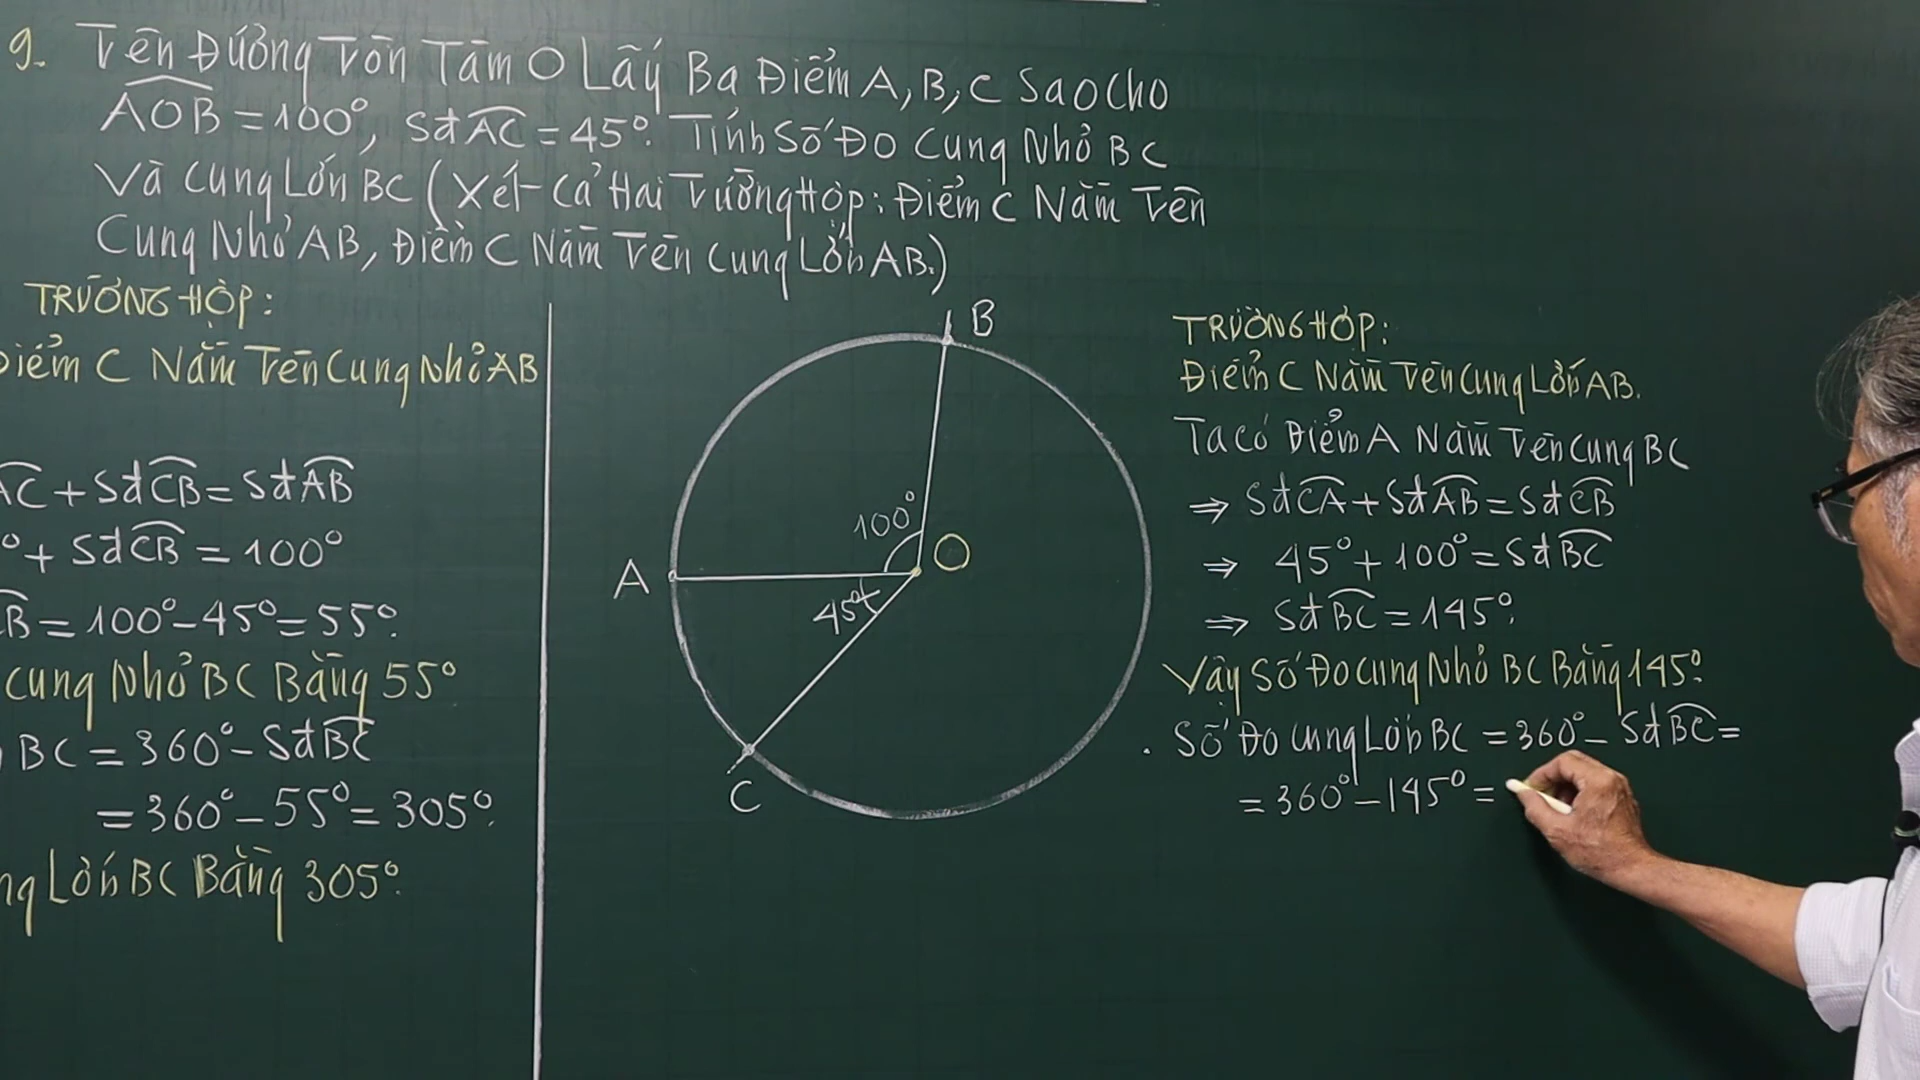 9. Trên Đường Tròn Tâm O Lấy Ba Điểm A, B, C Sao Cho
AOB = 100°, Sđ AC = 45°. Tính Số Đo Cung Nhỏ BC
Và Cung Lớn BC (Xét Cả Hai Trường Hợp: Điểm C Nằm Trên
Cung Nhỏ AB, Điểm C Nằm Trên Cung Lớn AB.)
TRƯỜNG HỢP:
Điểm C Nằm Trên Cung Nhỏ AB
AC + Sđ CB = Sđ AB
° + Sđ CB = 100°
B = 100° - 45° = 55°.
Cung Nhỏ BC Bằng 55°
BC = 360° - Sđ BC
= 360° - 55° = 305°.
ng Lớn BC Bằng 305°.
B
100°
O
A
45°
C
TRƯỜNG HỢP:
Điểm C Nằm Trên Cung Lớn AB.
Ta có Điểm A Nằm Trên Cung BC
⇒ Sđ CA + Sđ AB = Sđ CB
⇒ 45° + 100° = Sđ BC
⇒ Sđ BC = 145°.
Vậy Số Đo Cung Nhỏ BC Bằng 145°.
. Số Đo Cung Lớn BC = 360° - Sđ BC =
= 360° - 145° =